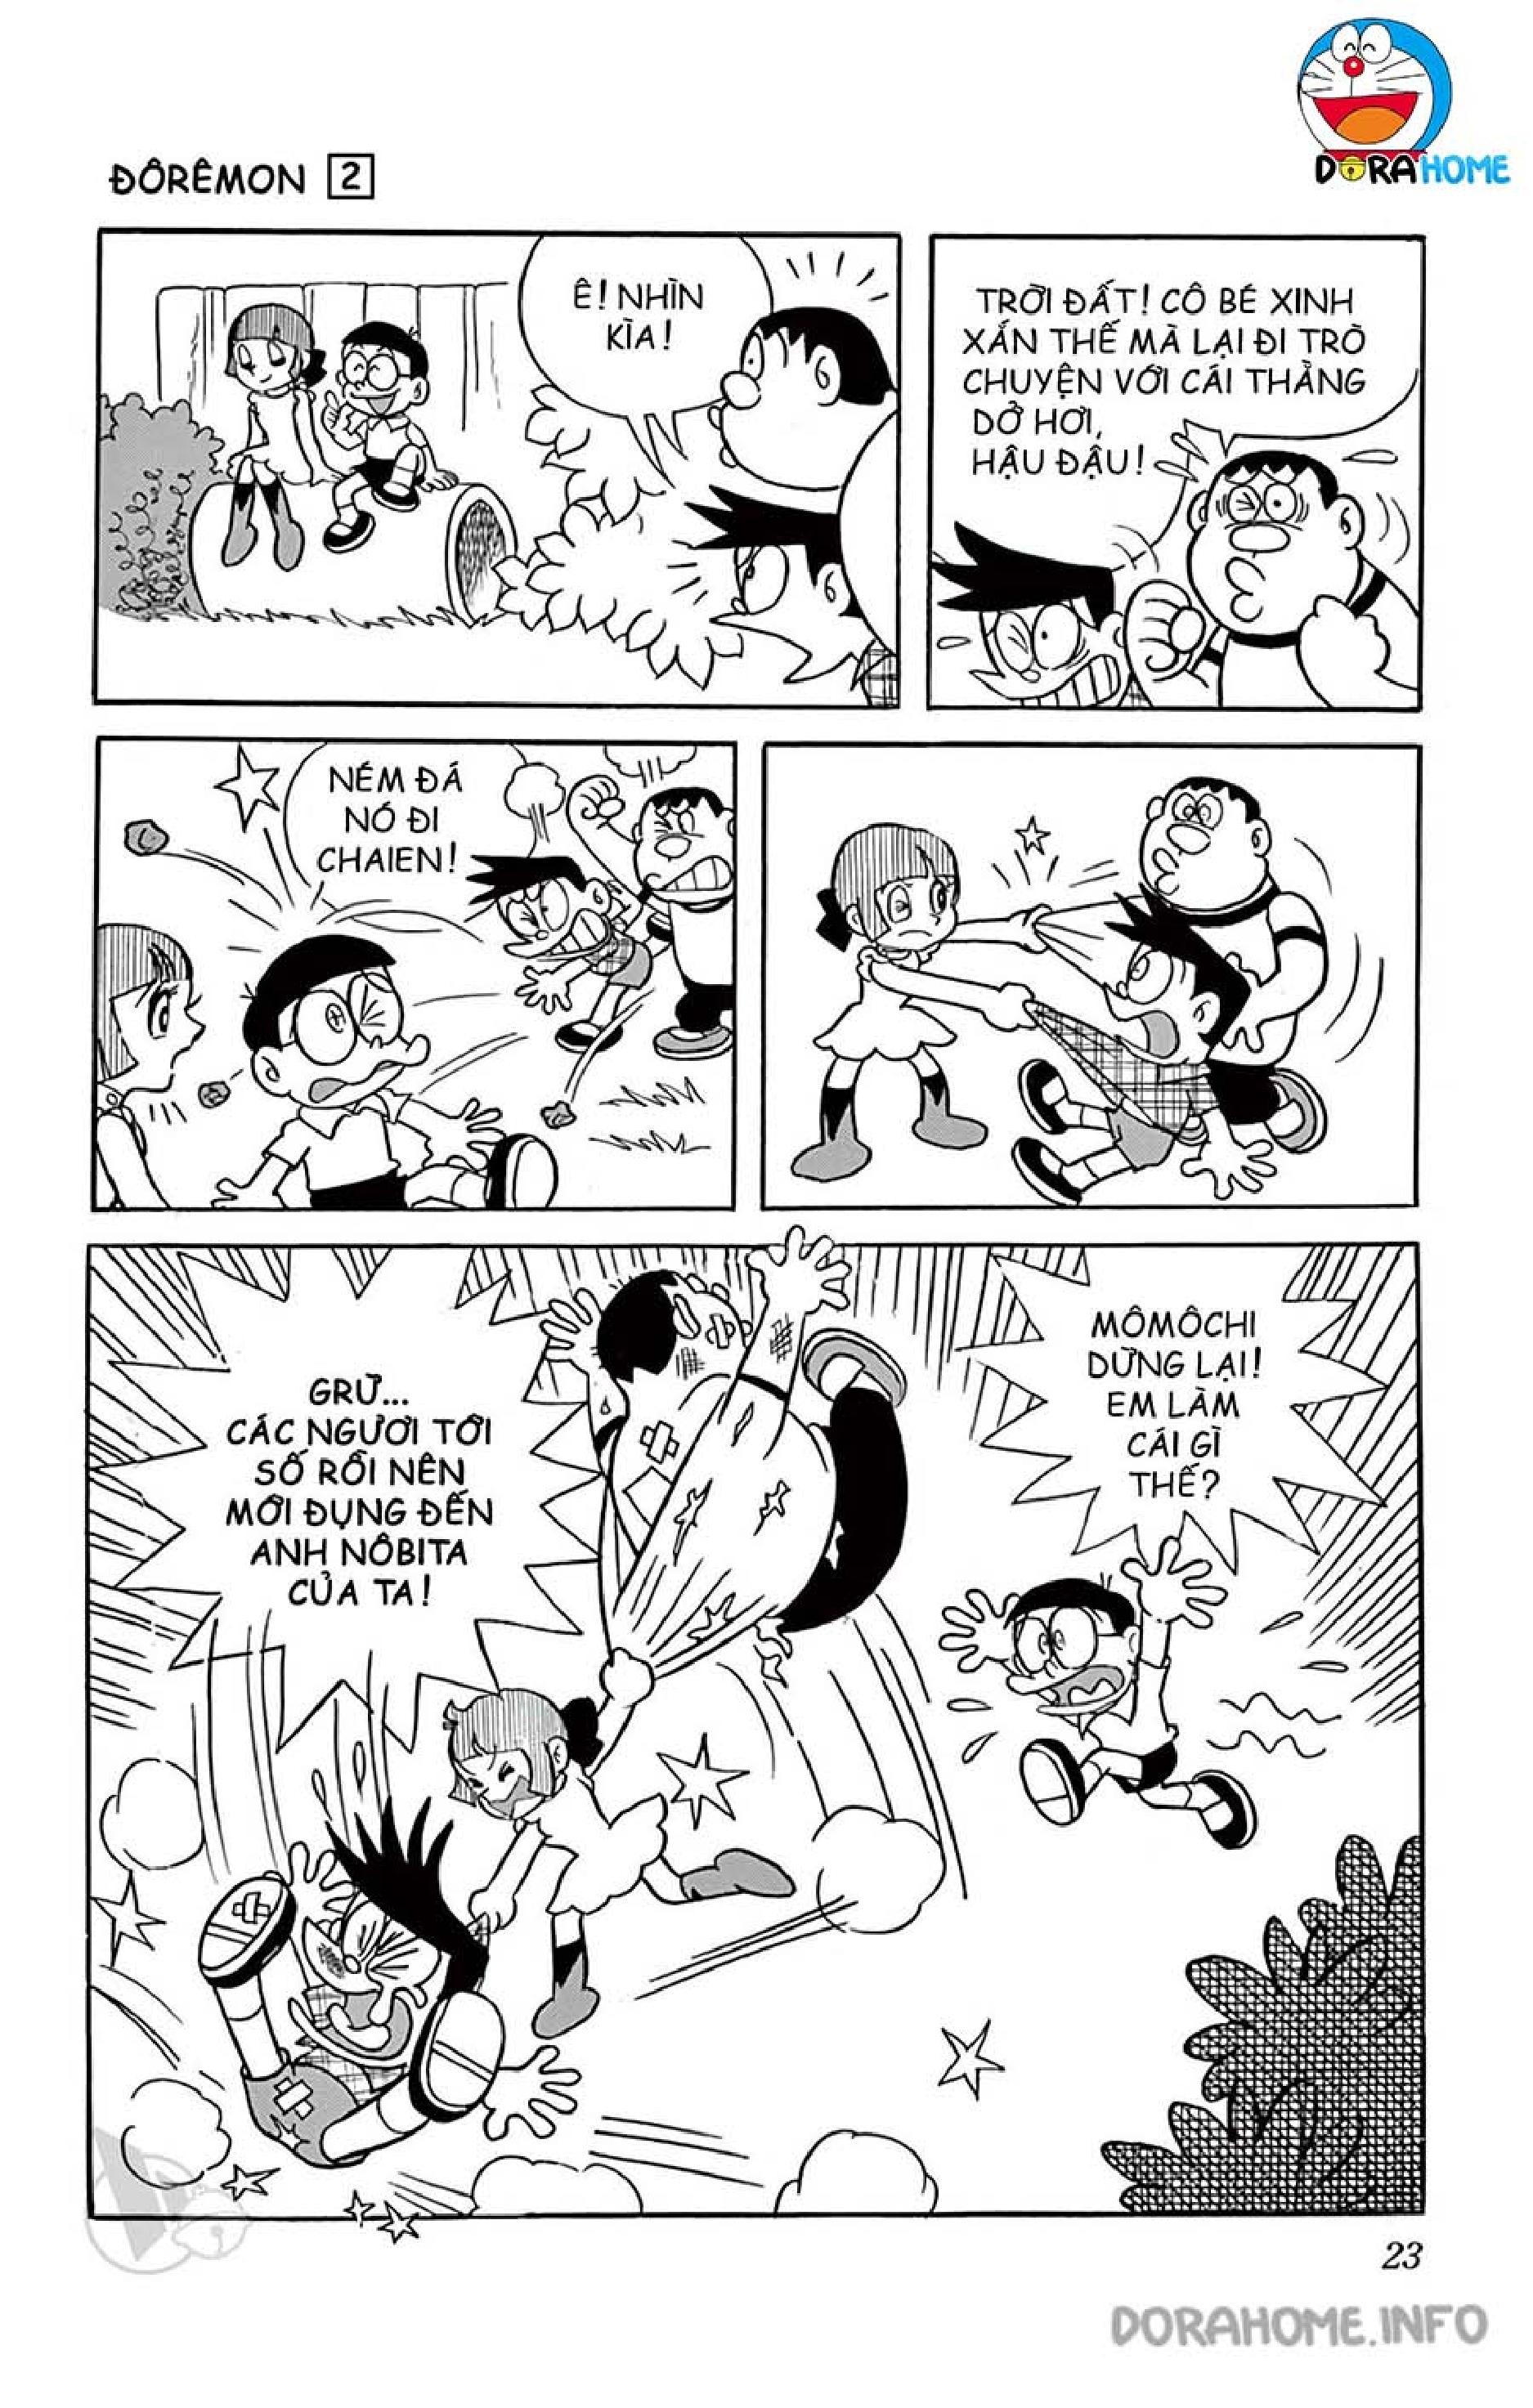 DORAHOME
ĐÔRÊMON 2
Ê! NHÌN
KÌA!
TRỜI ĐẤT! CÔ BÉ XINH
XẮN THẾ MÀ LẠI ĐI TRÒ
CHUYỆN VỚI CÁI THẰNG
DỞ HƠI,
HẬU ĐẬU!
NÉM ĐÁ
NÓ ĐI
CHAIEN!
GRỪ...
CÁC NGƯƠI TỚI
SỐ RỒI NÊN
MỚI ĐỤNG ĐẾN
ANH NÔBITA
CỦA TA!
MÔMÔCHI
DỪNG LẠI!
EM LÀM
CÁI GÌ
THẾ?
23
DORAHOME.INFO